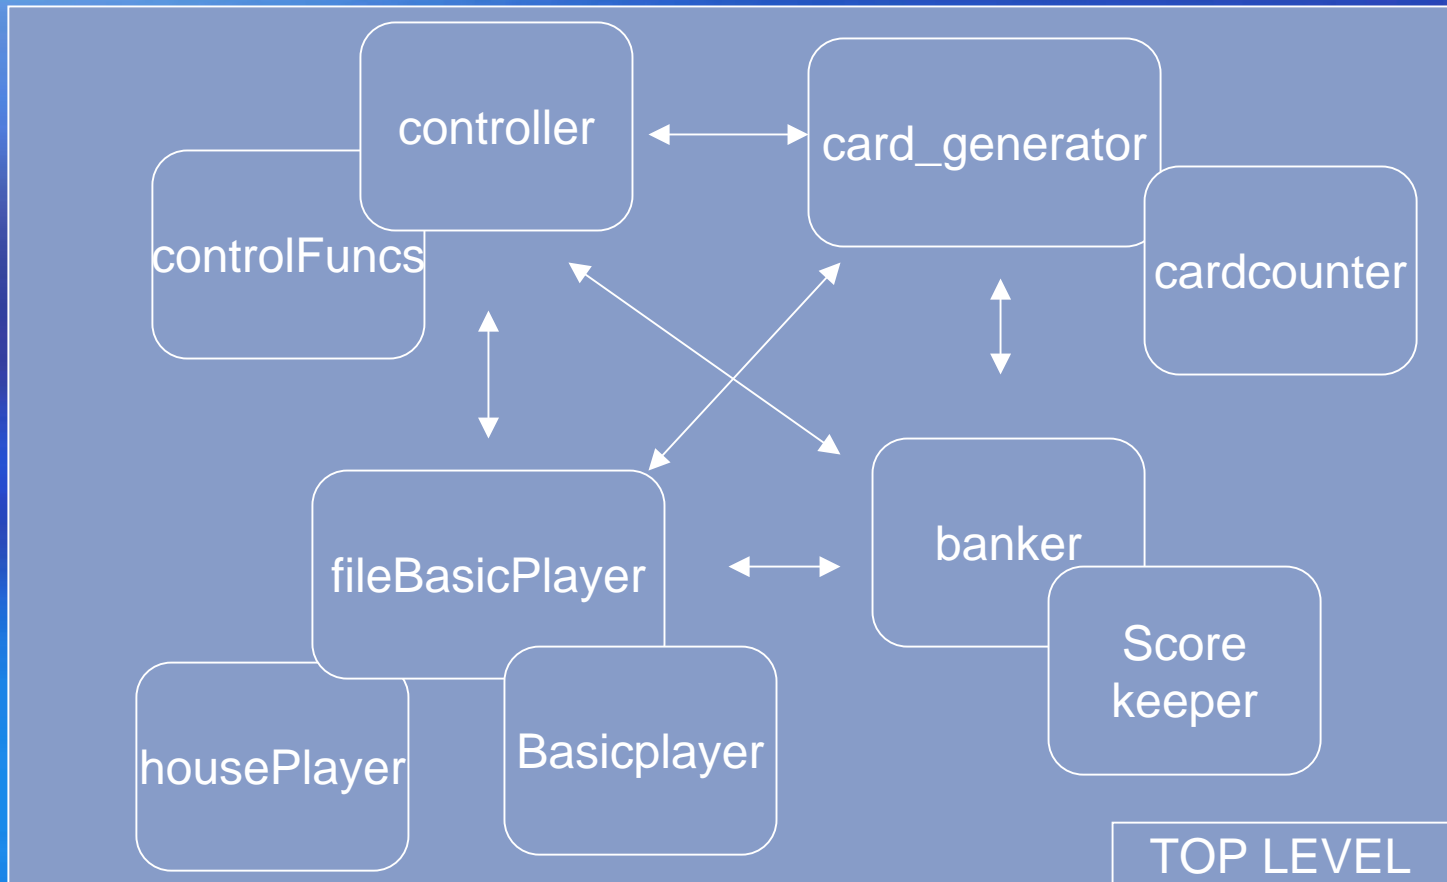 controller
card_generator
controlFuncs
cardcounter
fileBasicPlayer
banker
Score
keeper
housePlayer
Basicplayer
TOP LEVEL